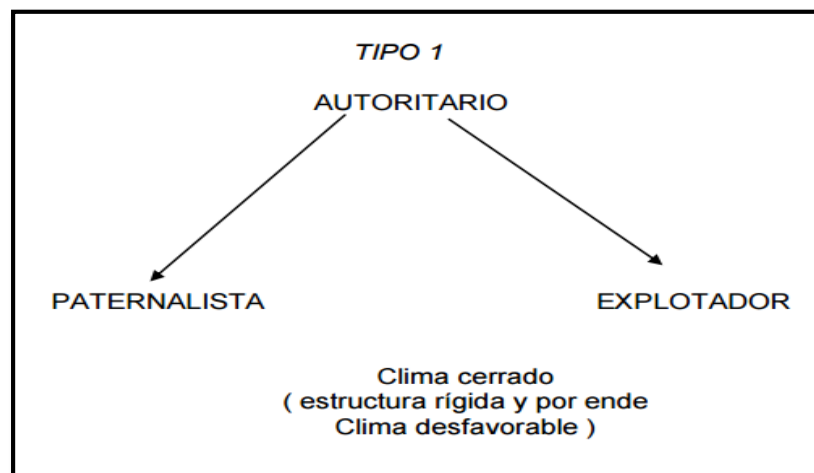 TIPO 1
AUTORITARIO
PATERNALISTA
EXPLOTADOR
Clima cerrado
( estructura rígida y por ende
Clima desfavorable )